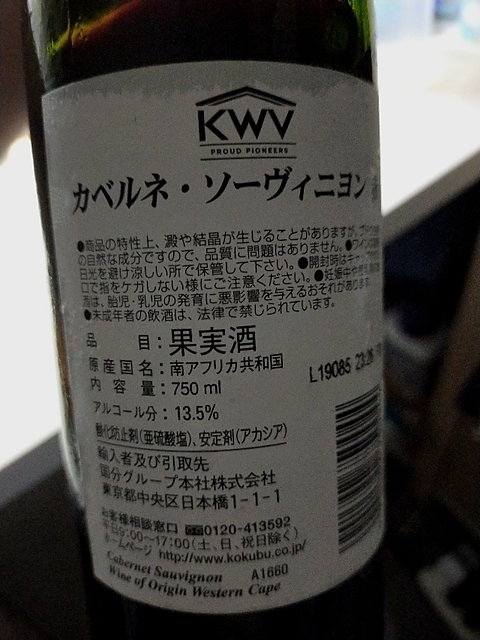 KWV
PROUD PIONEERS
カベルネ・ソーヴィニヨン
●商品の特性上、澱や結晶が生じることがありますが、
の自然な成分ですので、品質に問題はありません。●ワインは
日光を避け涼しい所で保管して下さい。●開封時は
口で指をケガしない様にご注意ください。●妊娠中や
酒は、胎児・乳児の発育に悪影響を与えるおそれがあります。
●未成年者の飲酒は、法律で禁じられています。
品 目：果実酒
原産国名：南アフリカ共和国
L19085 23:26
内容量：750 ml
アルコール分：13.5%
酸化防止剤(亜硫酸塩)、安定剤(アカシア)
輸入者及び引取先
国分グループ本社株式会社
東京都中央区日本橋1-1-1
お客様相談窓口 0120-413592
平日9:00～17:00(土、日、祝日除く)
ホームページ http://www.kokubu.co.jp/
Cabernet Sauvignon A1660
Wine of Origin Western Cape